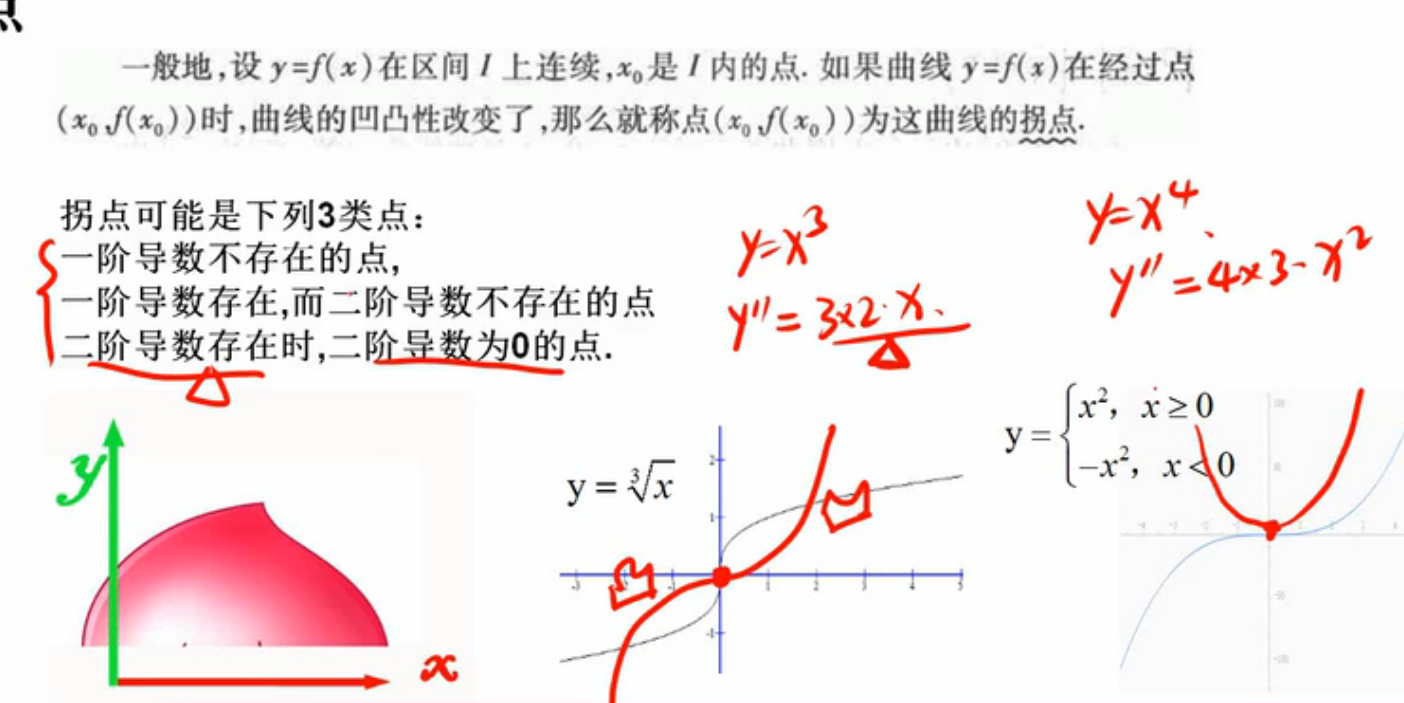 点
一般地,设 y=f(x)在区间 I 上连续,x₀是 I 内的点. 如果曲线 y=f(x)在经过点
(x₀,f(x₀))时,曲线的凹凸性改变了,那么就称点(x₀,f(x₀))为这曲线的拐点.
拐点可能是下列3类点:
一阶导数不存在的点,
一阶导数存在,而二阶导数不存在的点
二阶导数存在时,二阶导数为0的点.
y=x³
y''=3×2·x.
y=x⁴
y''=4×3·x²
y
x
y=∛x
凹
凸
y={x², x≥0
−x², x<0